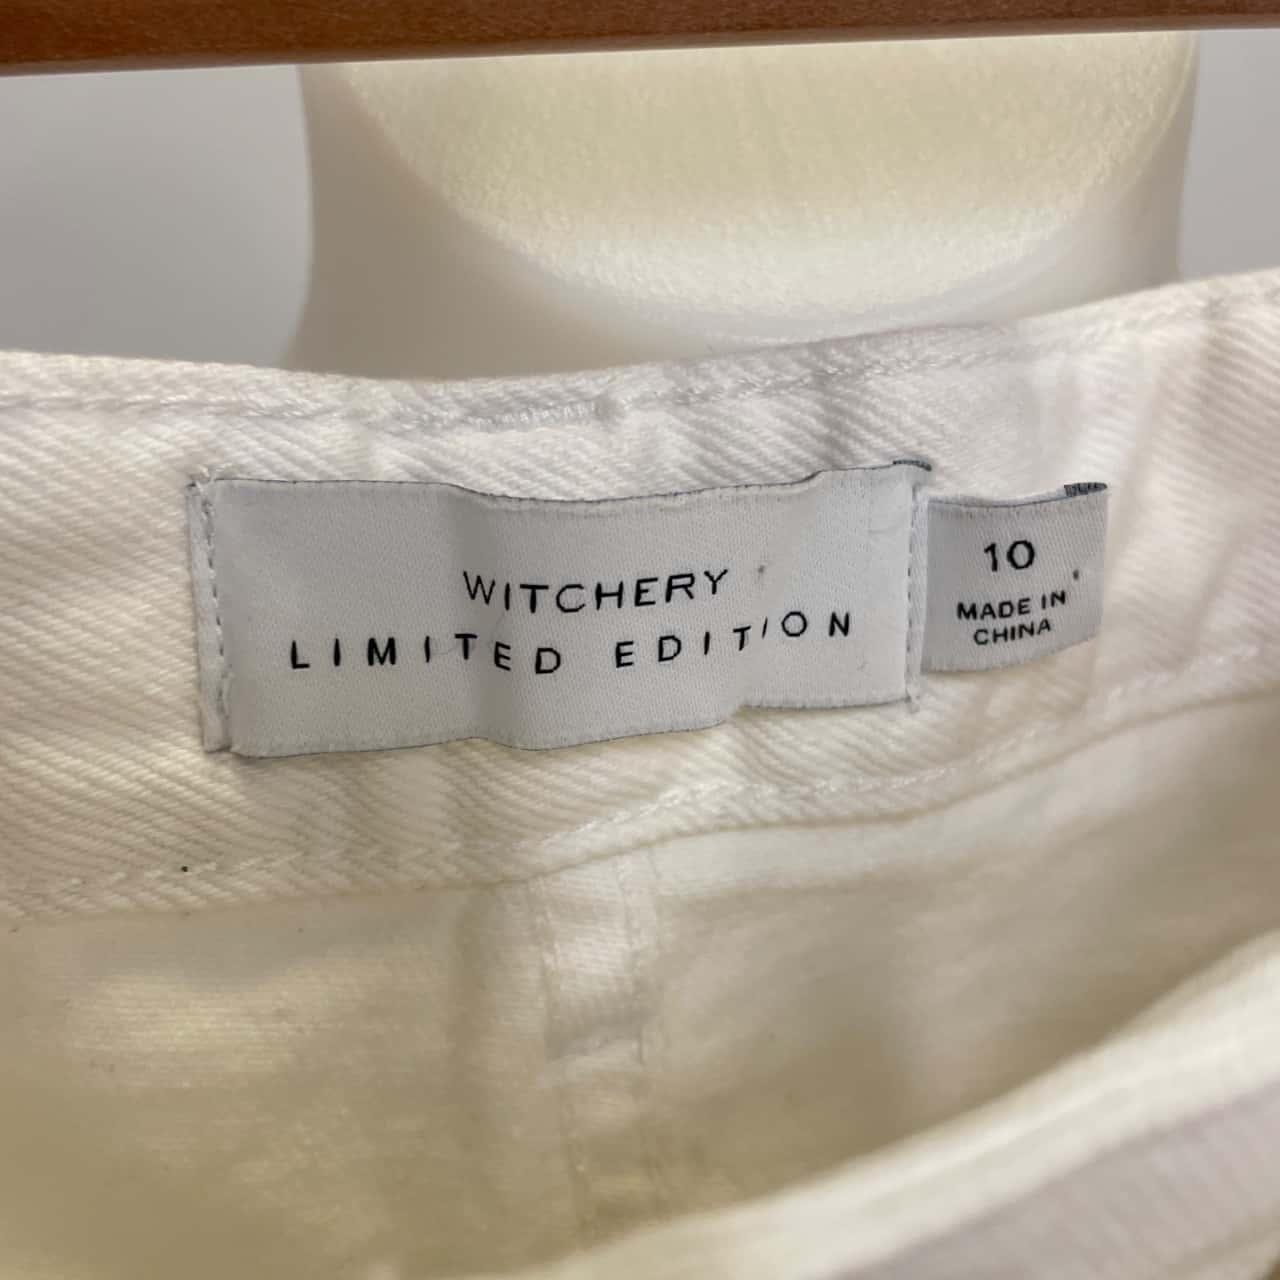 WITCHERY
LIMITED EDITION
10
MADE IN
CHINA